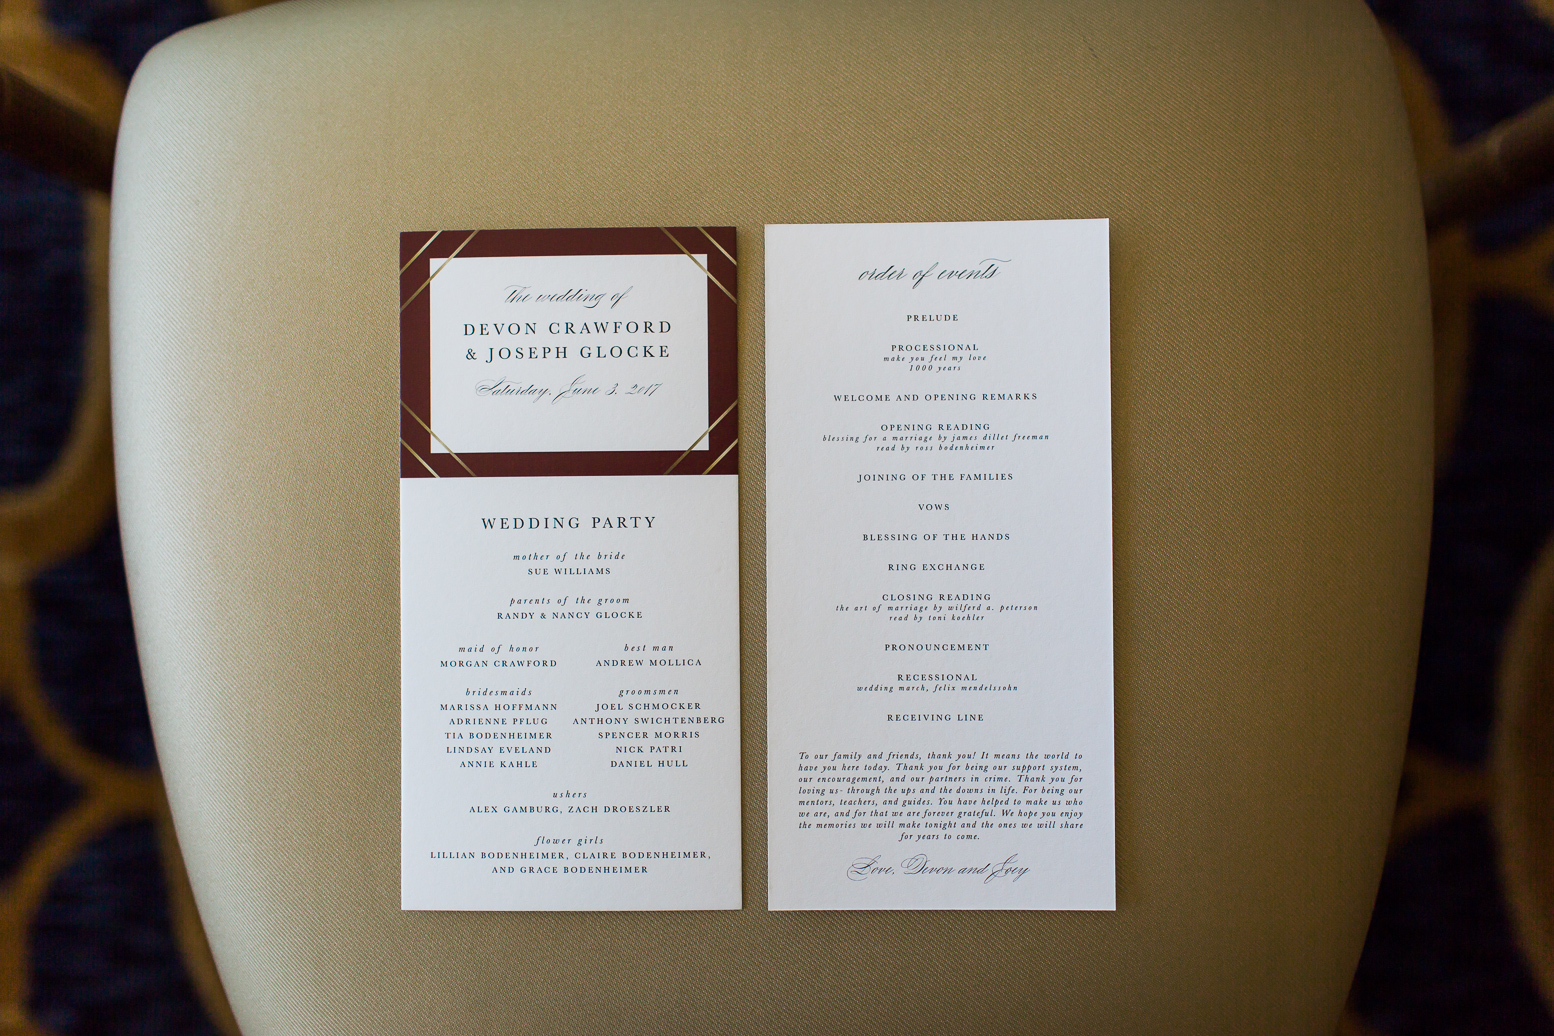 the wedding of
DEVON CRAWFORD
& JOSEPH GLOCKE
Saturday, June 3, 2017
WEDDING PARTY
mother of the bride
SUE WILLIAMS
parents of the groom
RANDY & NANCY GLOCKE
maid of honor
MORGAN CRAWFORD
best man
ANDREW MOLLICA
bridesmaids
MARISSA HOFFMANN
ADRIENNE PFLUG
TIA BODENHEIMER
LINDSAY EVELAND
ANNIE KAHLE
groomsmen
JOEL SCHMOCKER
ANTHONY SWICHTENBERG
SPENCER MORRIS
NICK PATRI
DANIEL HULL
ushers
ALEX GAMBURG, ZACH DROESZLER
flower girls
LILLIAN BODENHEIMER, CLAIRE BODENHEIMER,
AND GRACE BODENHEIMER
order of events
PRELUDE
PROCESSIONAL
make you feel my love
1000 years
WELCOME AND OPENING REMARKS
OPENING READING
blessing for a marriage by james dillet freeman
read by ross bodenheimer
JOINING OF THE FAMILIES
VOWS
BLESSING OF THE HANDS
RING EXCHANGE
CLOSING READING
the art of marriage by wilferd a. peterson
read by toni koehler
PRONOUNCEMENT
RECESSIONAL
wedding march, felix mendelssohn
RECEIVING LINE
To our family and friends, thank you! It means the world to
have you here today. Thank you for being our support system,
our encouragement, and our partners in crime. Thank you for
loving us- through the ups and the downs in life. For being our
mentors, teachers, and guides. You have helped to make us who
we are, and for that we are forever grateful. We hope you enjoy
the memories we will make tonight and the ones we will share
for years to come.
Love, Devon and Joey